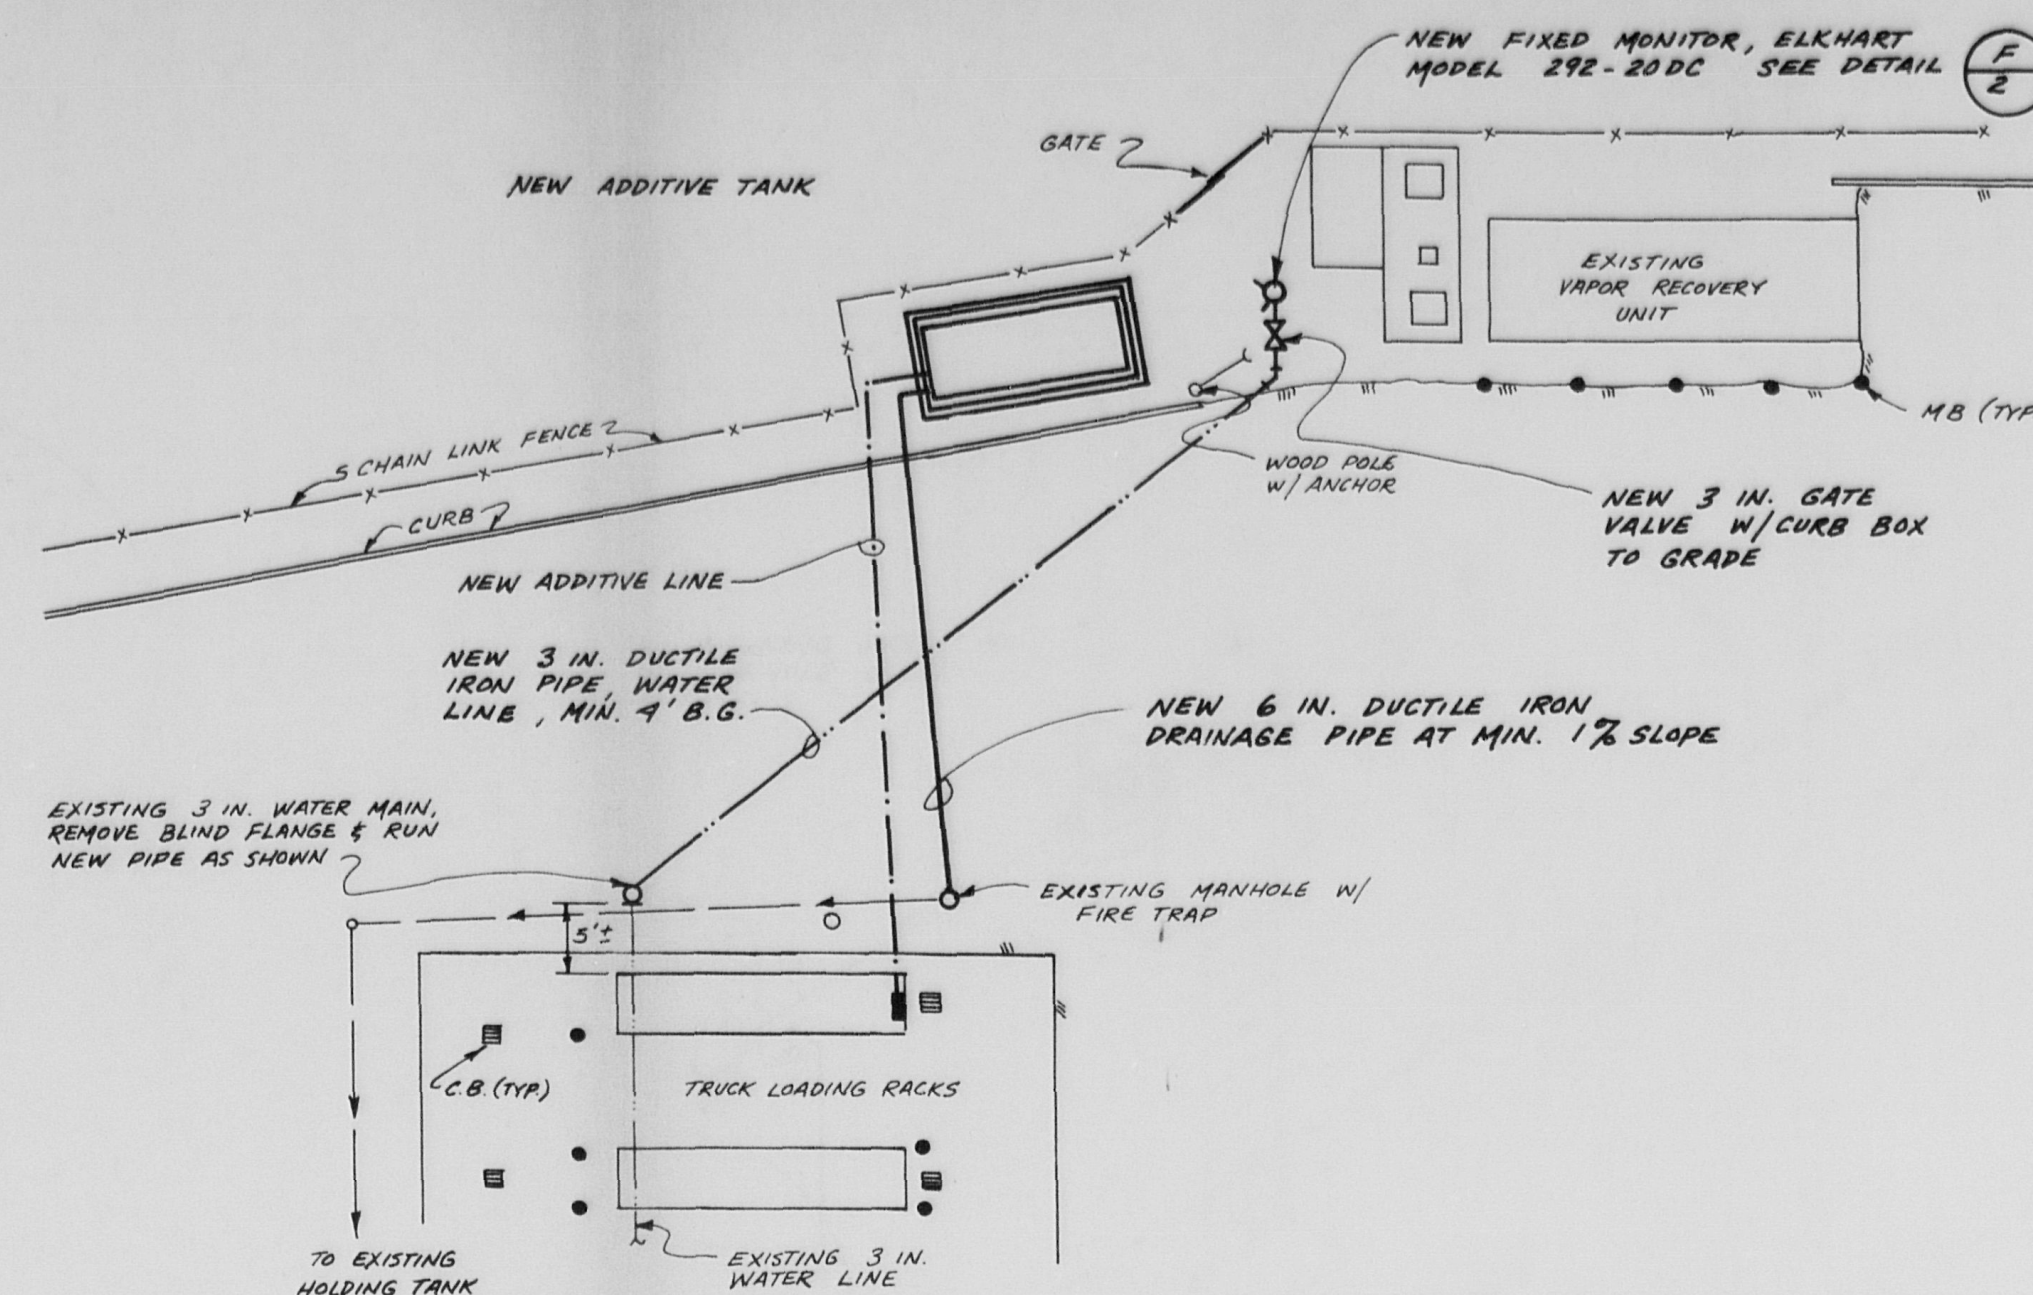 NEW FIXED MONITOR, ELKHART
MODEL 292-20DC SEE DETAIL
F
2
GATE
NEW ADDITIVE TANK
EXISTING
VAPOR RECOVERY
UNIT
MB (TYP
5 CHAIN LINK FENCE
CURB
WOOD POLE
W/ ANCHOR
NEW 3 IN. GATE
VALVE W/CURB BOX
TO GRADE
NEW ADDITIVE LINE
NEW 3 IN. DUCTILE
IRON PIPE, WATER
LINE, MIN. 4' B.G.
NEW 6 IN. DUCTILE IRON
DRAINAGE PIPE AT MIN. 1% SLOPE
EXISTING 3 IN. WATER MAIN,
REMOVE BLIND FLANGE & RUN
NEW PIPE AS SHOWN
EXISTING MANHOLE W/
FIRE TRAP
5'±
C.B. (TYP.)
TRUCK LOADING RACKS
TO EXISTING
HOLDING TANK
EXISTING 3 IN.
WATER LINE